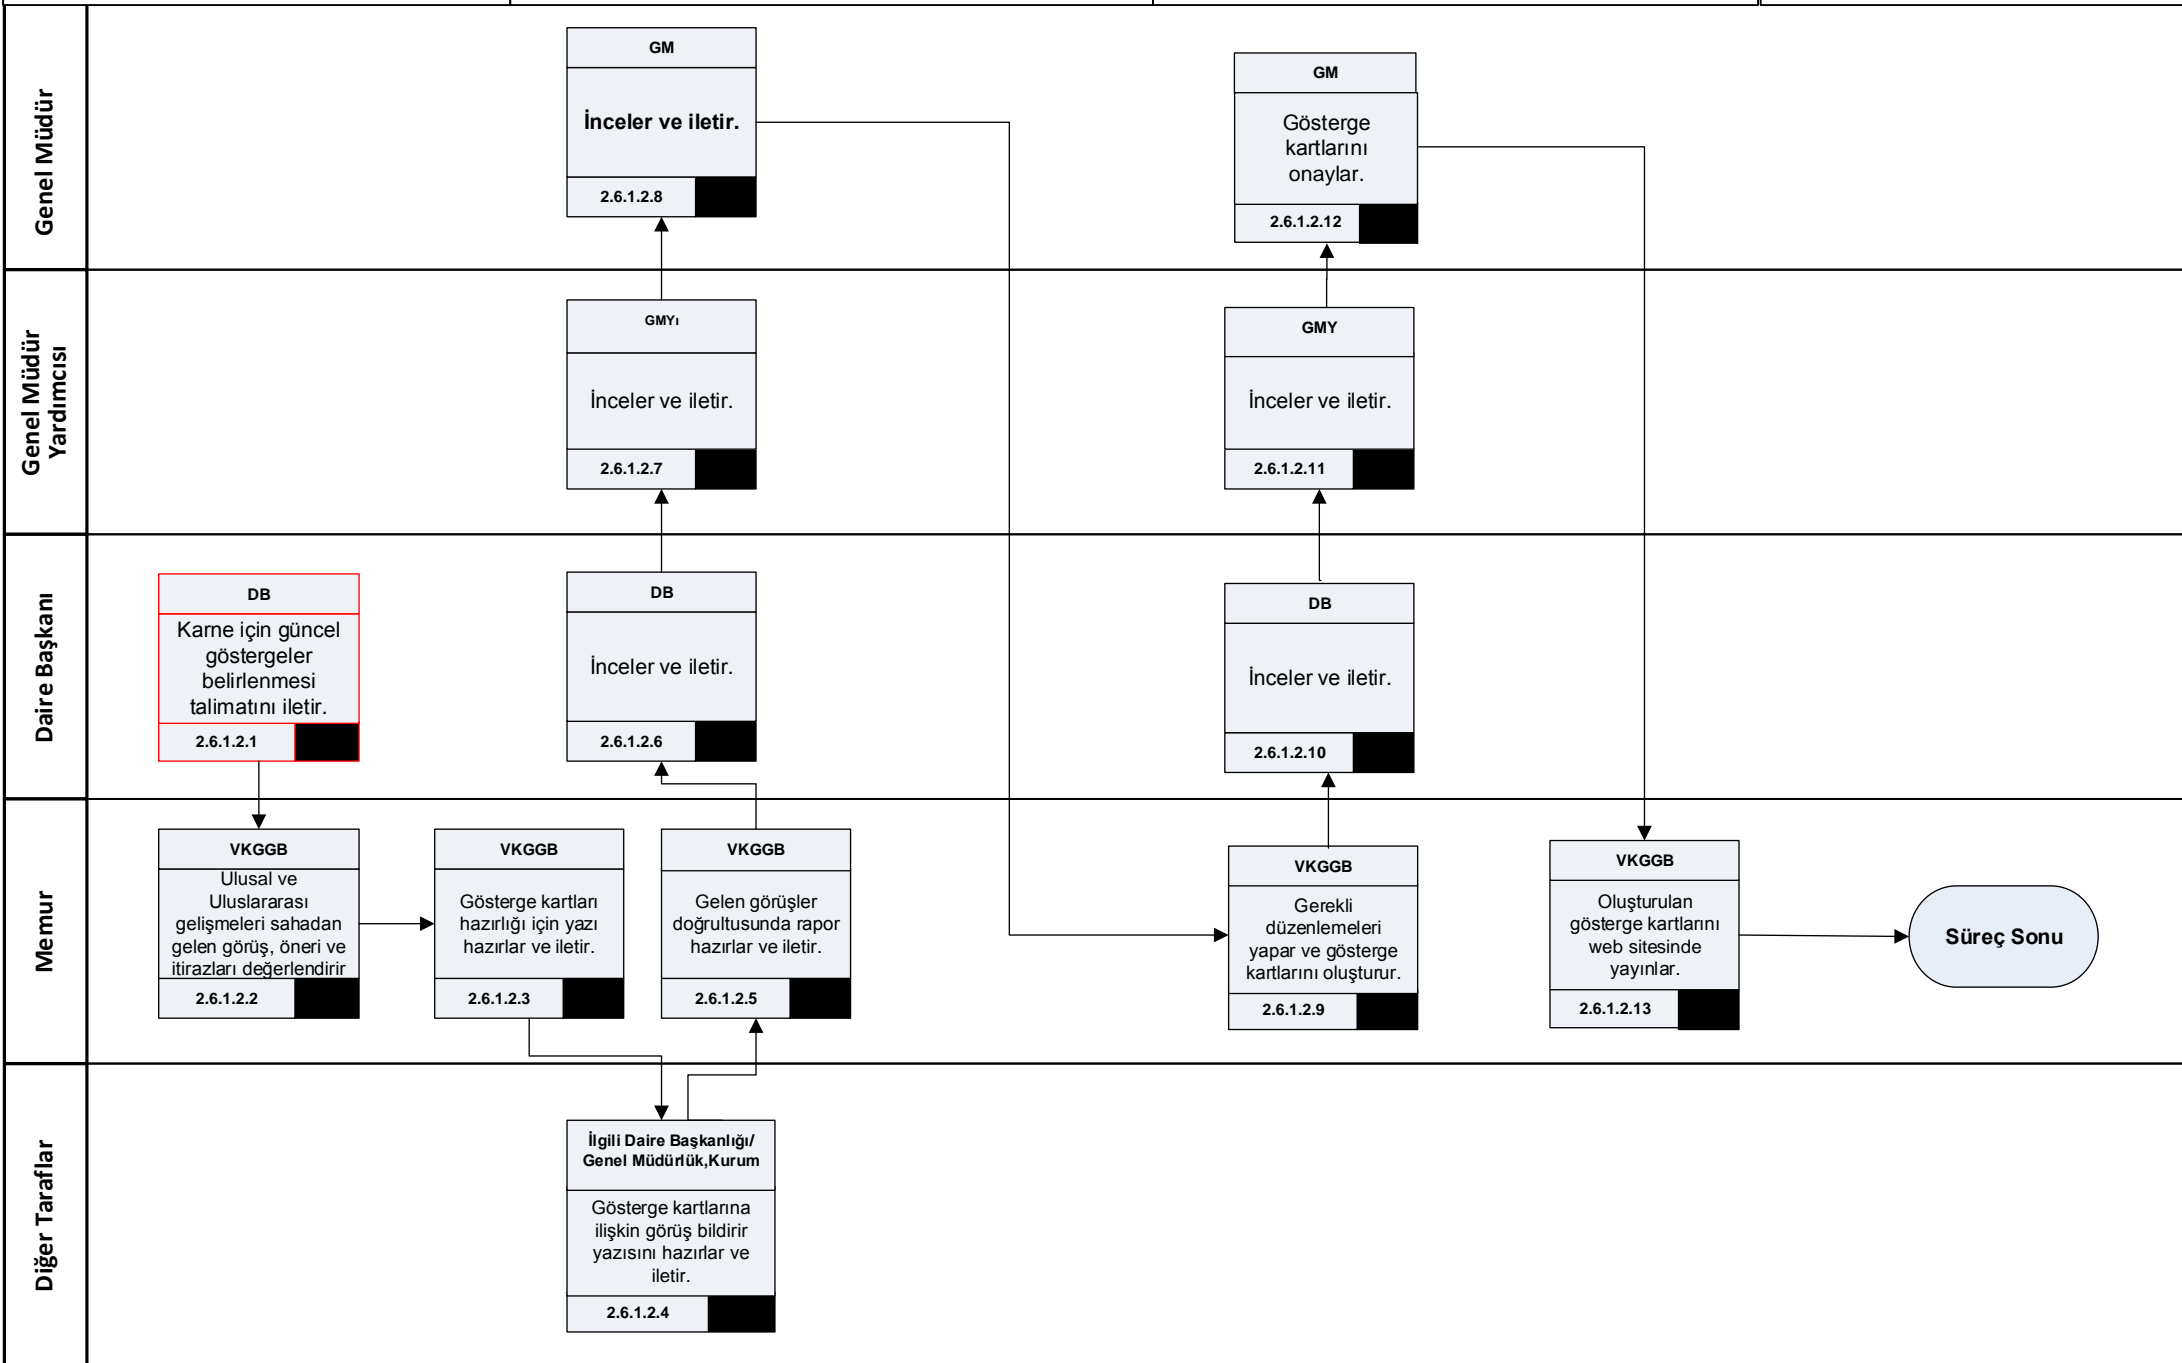 Genel Müdür
GM
İnceler ve iletir.
2.6.1.2.8
GM
Gösterge
kartlarını
onaylar.
2.6.1.2.12
Genel Müdür
Yardımcısı
GMYı
İnceler ve iletir.
2.6.1.2.7
GMY
İnceler ve iletir.
2.6.1.2.11
Daire Başkanı
DB
Karne için güncel
göstergeler
belirlenmesi
talimatını iletir.
2.6.1.2.1
DB
İnceler ve iletir.
2.6.1.2.6
DB
İnceler ve iletir.
2.6.1.2.10
Memur
VKGGB
Ulusal ve
Uluslararası
gelişmeleri sahadan
gelen görüş, öneri ve
itirazları değerlendirir
2.6.1.2.2
VKGGB
Gösterge kartları
hazırlığı için yazı
hazırlar ve iletir.
2.6.1.2.3
VKGGB
Gelen görüşler
doğrultusunda rapor
hazırlar ve iletir.
2.6.1.2.5
VKGGB
Gerekli
düzenlemeleri
yapar ve gösterge
kartlarını oluşturur.
2.6.1.2.9
VKGGB
Oluşturulan
gösterge kartlarını
web sitesinde
yayınlar.
2.6.1.2.13
Süreç Sonu
Diğer Taraflar
İlgili Daire Başkanlığı/
Genel Müdürlük,Kurum
Gösterge kartlarına
ilişkin görüş bildirir
yazısını hazırlar ve
iletir.
2.6.1.2.4